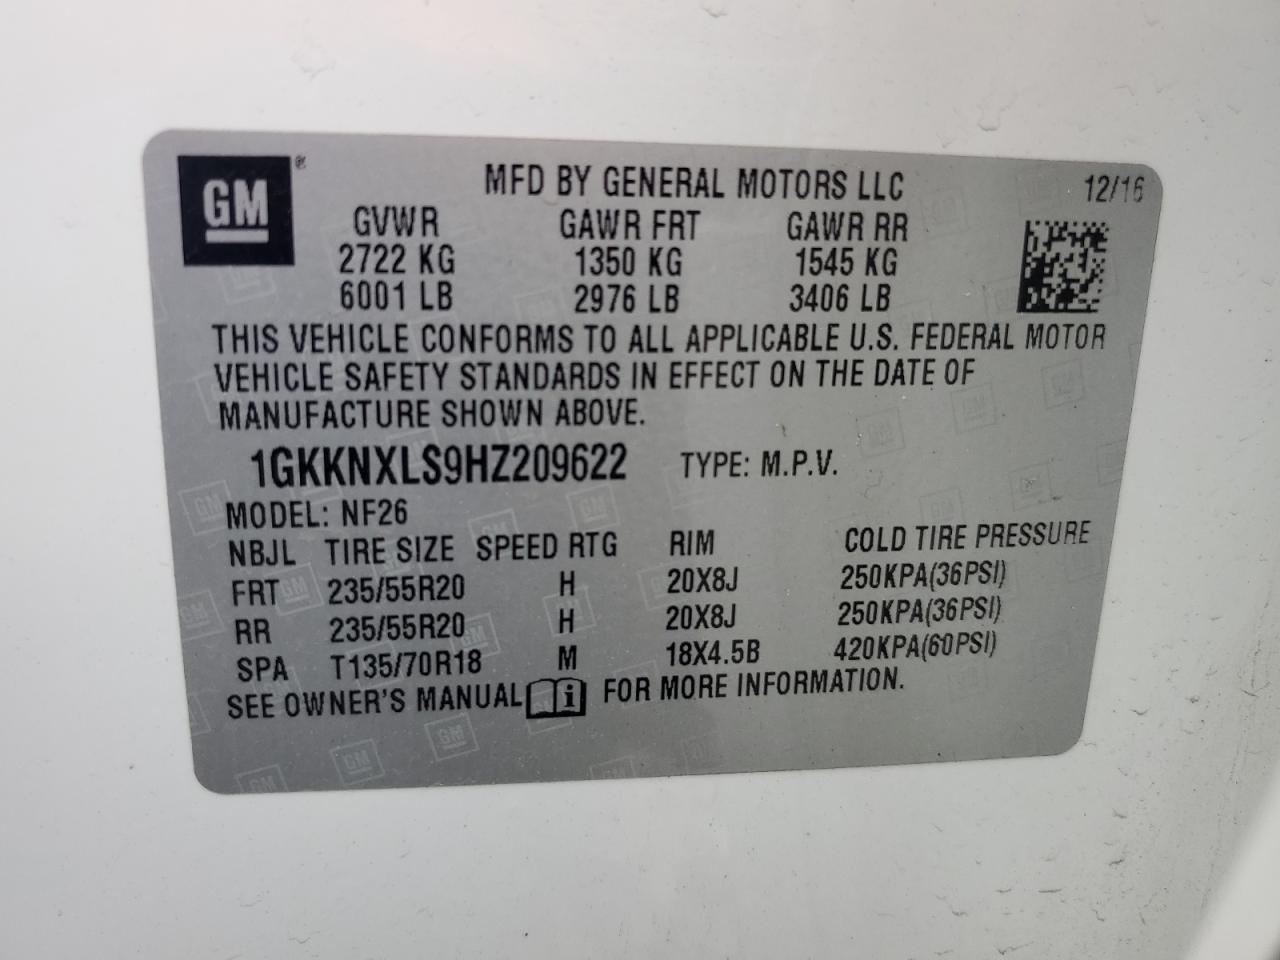 GM®
MFD BY GENERAL MOTORS LLC 12/16
GVWR GAWR FRT GAWR RR
2722 KG 1350 KG 1545 KG
6001 LB 2976 LB 3406 LB
THIS VEHICLE CONFORMS TO ALL APPLICABLE U.S. FEDERAL MOTOR
VEHICLE SAFETY STANDARDS IN EFFECT ON THE DATE OF
MANUFACTURE SHOWN ABOVE.
1GKKNXLS9HZ209622 TYPE: M.P.V.
MODEL: NF26
NBJL TIRE SIZE SPEED RTG RIM COLD TIRE PRESSURE
FRT 235/55R20 H 20X8J 250KPA(36PSI)
RR 235/55R20 H 20X8J 250KPA(36PSI)
SPA T135/70R18 M 18X4.5B 420KPA(60PSI)
SEE OWNER'S MANUAL i FOR MORE INFORMATION.